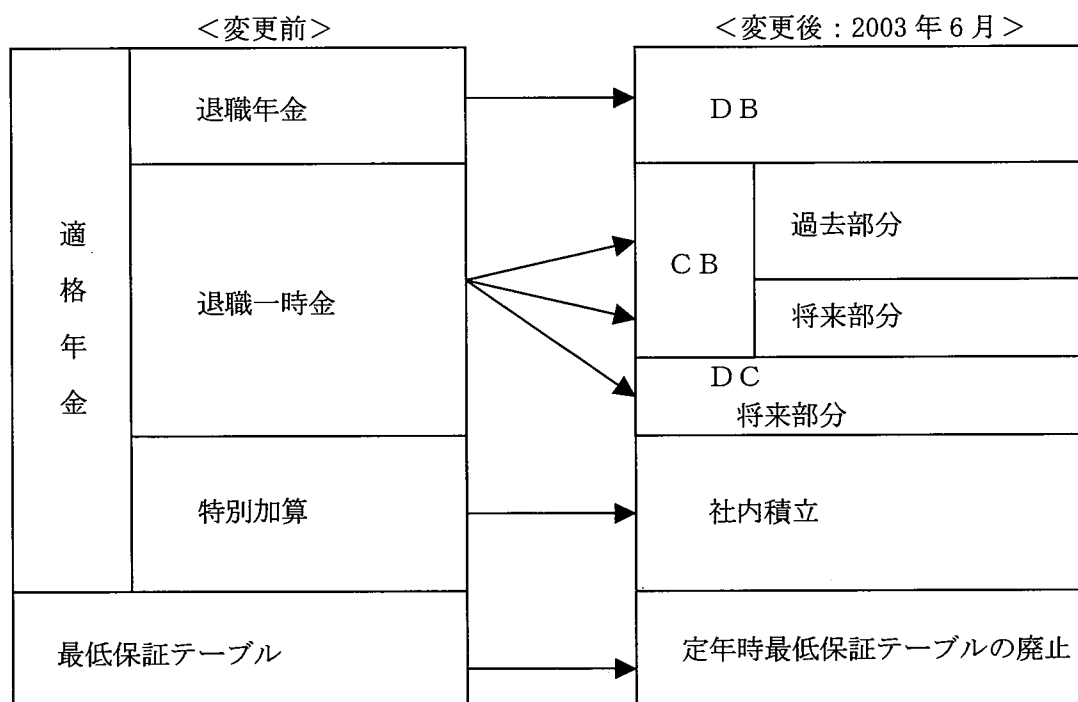 ＜変更前＞
＜変更後：2003年6月＞
適格年金
退職年金
退職一時金
特別加算
最低保証テーブル
ＤＢ
ＣＢ
過去部分
将来部分
ＤＣ
将来部分
社内積立
定年時最低保証テーブルの廃止